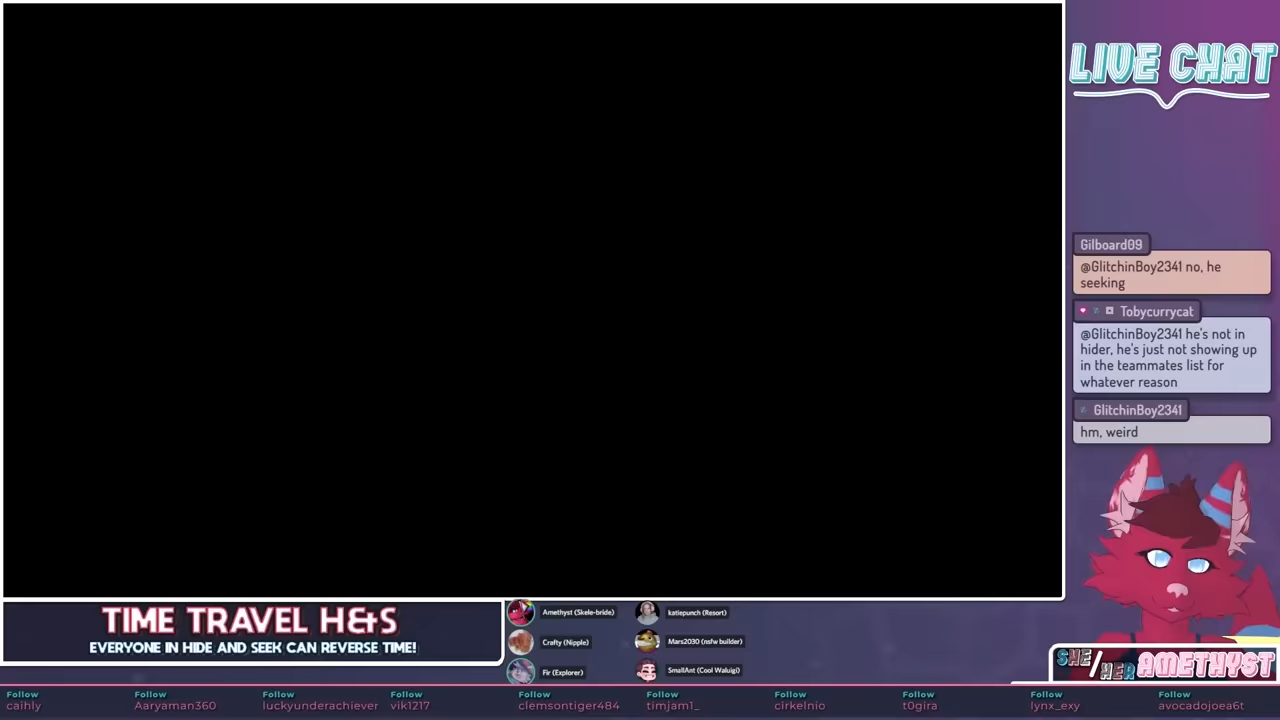 LIVE CHAT
Gilboard09
@GlitchinBoy2341 no, he
seeking
Tobycurrycat
@GlitchinBoy2341 he's not in
hider, he's just not showing up
in the teammates list for
whatever reason
GlitchinBoy2341
hm, weird
TIME TRAVEL H&S
EVERYONE IN HIDE AND SEEK CAN REVERSE TIME!
Amethyst (Skele-bride)
katiepunch (Resort)
Crafty (Nipple)
Mars2030 (nsfw builder)
Fir (Explorer)
SmallAnt (Cool Waluigi)
SHE/HER AMETHYST
Follow Follow Follow Follow Follow Follow Follow Follow Follow Follow
caihly Aaryaman360 luckyunderachiever vik1217 clemsontiger484 timjam1_ cirkelnio t0gira lynx_exy avocadojoea6t